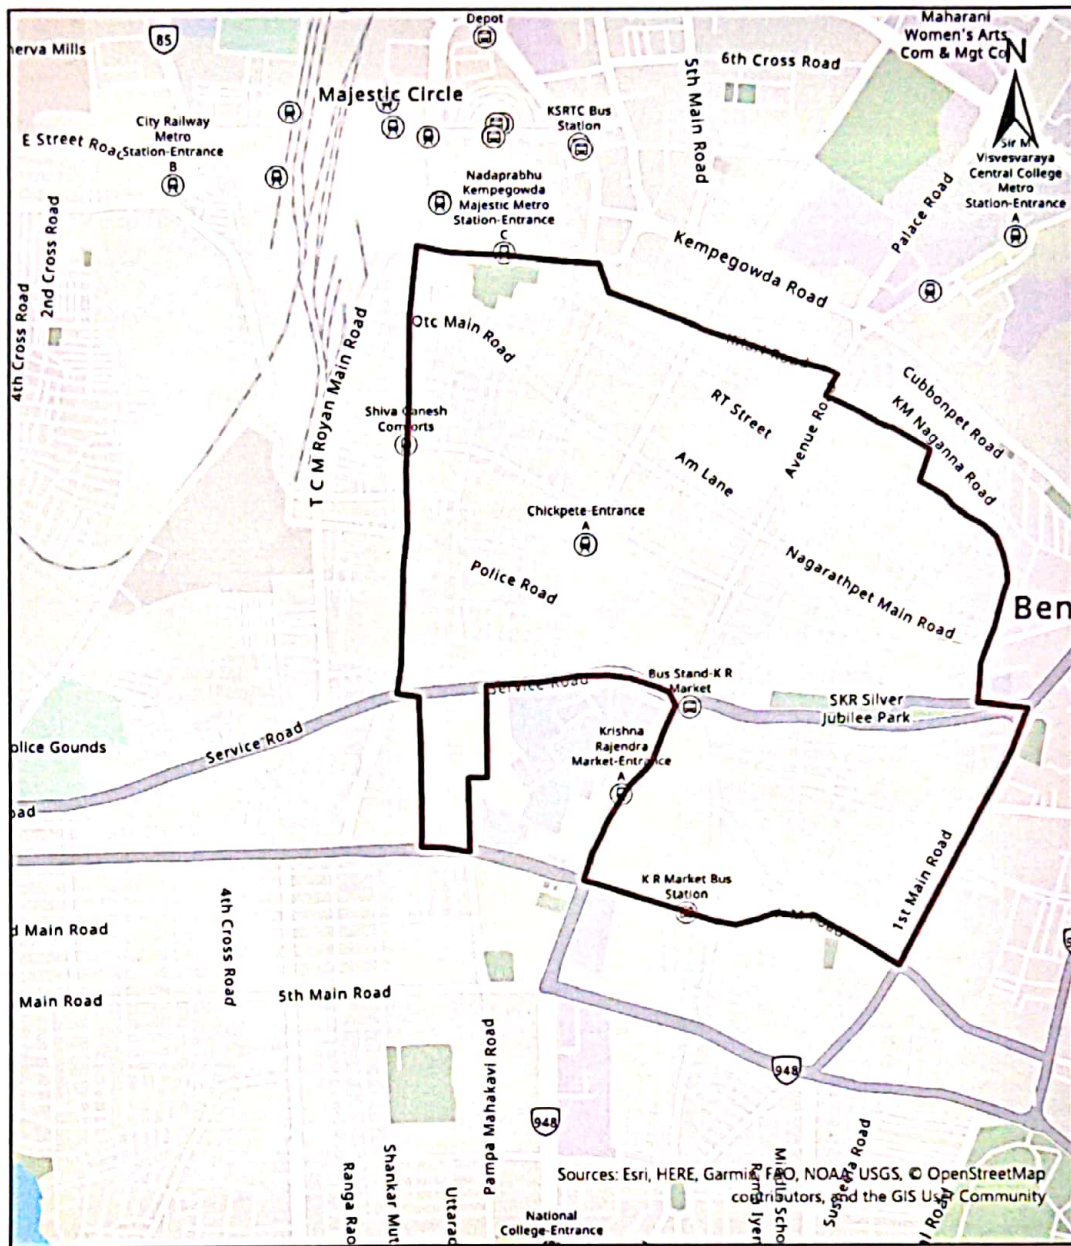 Depot
Maharani
Women's Arts
Com & Mgt Co
N
nerva Mills
85
6th Cross Road
5th Main Road
Majestic Circle
KSRTC Bus
Station
City Railway
Metro
Station-Entrance
B
E Street Road
Nadaprabhu
Kempegowda
Majestic Metro
Station-Entrance
C
Sir M
Visvesvaraya
Central College
Metro
Station-Entrance
A
Palace Road
2nd Cross Road
4th Cross Road
Kempegowda Road
Otc Main Road
T C M Royan Main Road
Cubbonpet Road
KM Naganna Road
RT Street
Avenue Road
Shiva Ganesh
Comforts
Am Lane
Chickpete-Entrance
A
Nagarathpet Main Road
Police Road
Ben
Service Road
Bus Stand-K R
Market
SKR Silver
Jubilee Park
Krishna
Rajendra
Market-Entrance
A
olice Gounds
Service Road
oad
K R Market Bus
Station
1st Main Road
4th Cross Road
d Main Road
Main Road
5th Main Road
Pampa Mahakavi Road
948
948
Shankar Mut
Ranga Rao
Uttarad
Sources: Esri, HERE, Garmin, FAO, NOAA, USGS, © OpenStreetMap
contributors, and the GIS User Community
National
College-Entrance